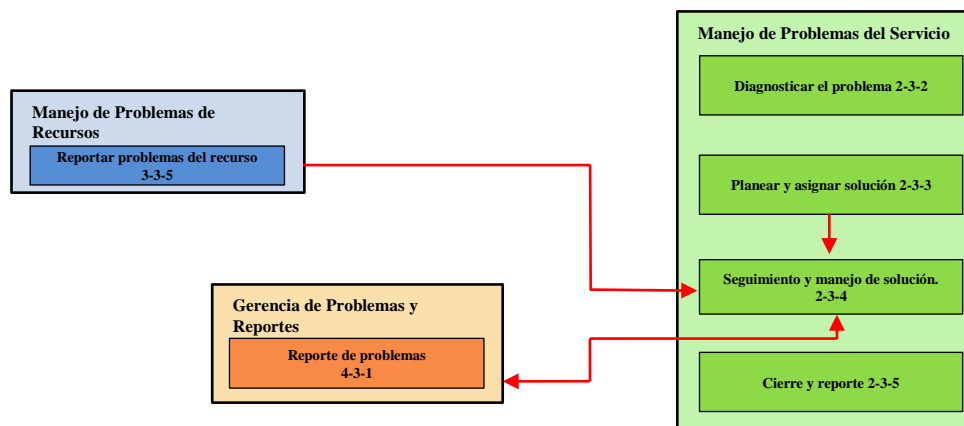 Manejo de Problemas del Servicio
Diagnosticar el problema 2-3-2
Manejo de Problemas de
Recursos
Reportar problemas del recurso
3-3-5
Planear y asignar solución 2-3-3
Seguimiento y manejo de solución.
2-3-4
Gerencia de Problemas y
Reportes
Reporte de problemas
4-3-1
Cierre y reporte 2-3-5